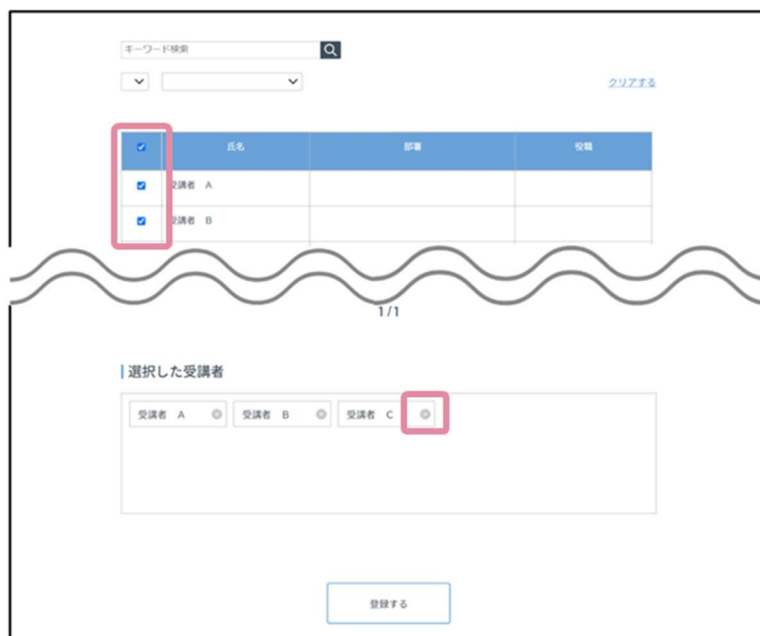 キーワード検索
クリアする
氏名 部署 役職
受講者 A
受講者 B
1/1
選択した受講者
受講者 A 受講者 B 受講者 C
登録する